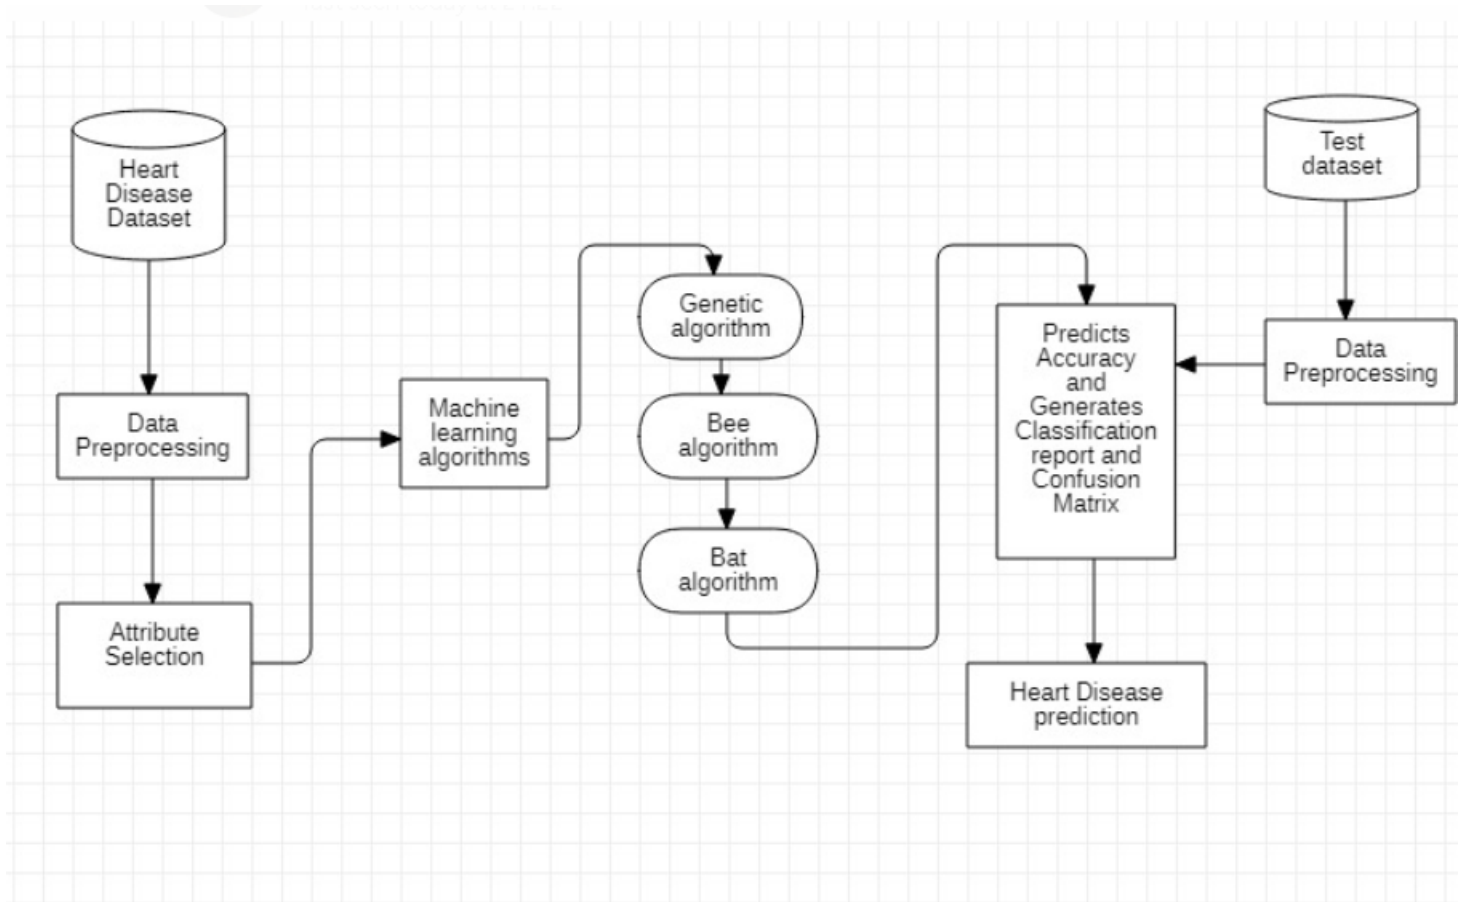 Heart
Disease
Dataset
Data
Preprocessing
Attribute
Selection
Machine
learning
algorithms
Genetic
algorithm
Bee
algorithm
Bat
algorithm
Predicts
Accuracy
and
Generates
Classification
report and
Confusion
Matrix
Heart Disease
prediction
Test
dataset
Data
Preprocessing